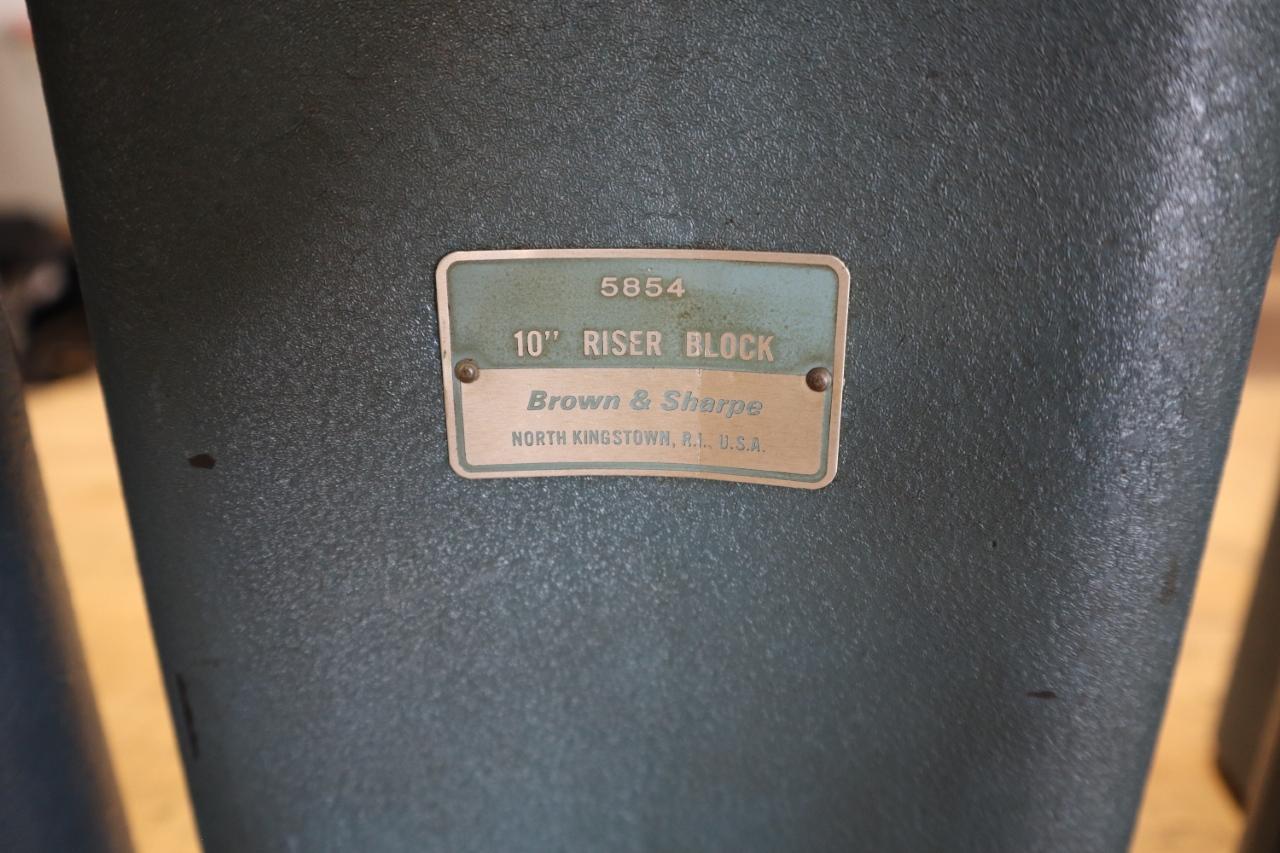 5854
10" RISER BLOCK
Brown & Sharpe
NORTH KINGSTOWN, R.I., U.S.A.